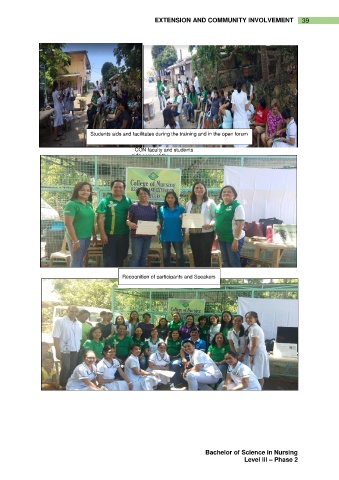 EXTENSION AND COMMUNITY INVOLVEMENT 39
Students aids and facilitates during the training and in the open forum
CON faculty and students
College of Nursing
Recognition of participants and Speakers
Bachelor of Science in Nursing
Level III – Phase 2